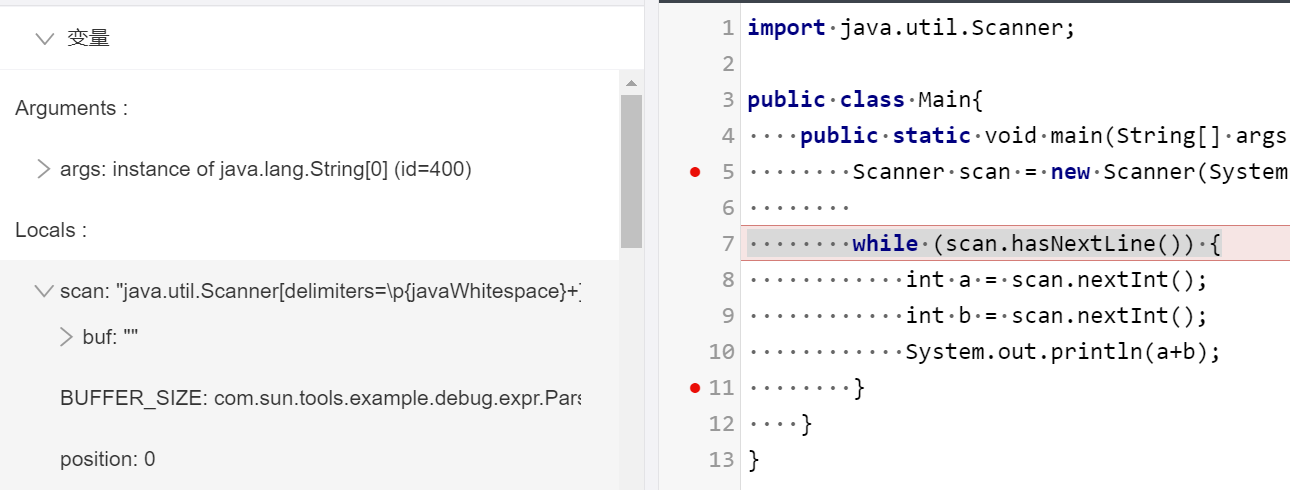 变量
Arguments :
args: instance of java.lang.String[0] (id=400)
Locals :
scan: "java.util.Scanner[delimiters=\p{javaWhitespace}+]
buf: ""
BUFFER_SIZE: com.sun.tools.example.debug.expr.Pars
position: 0
1 import java.util.Scanner;
2
3 public class Main{
4     public static void main(String[] args
5         Scanner scan = new Scanner(System
6
7         while (scan.hasNextLine()) {
8             int a = scan.nextInt();
9             int b = scan.nextInt();
10             System.out.println(a+b);
11         }
12     }
13 }